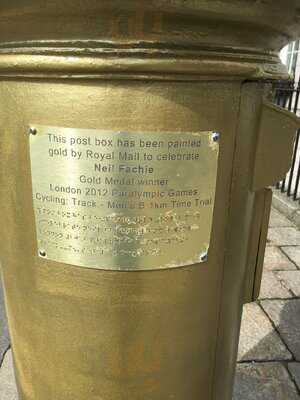 This post box has been painted
gold by Royal Mail to celebrate
Neil Fachie
Gold Medal winner
London 2012 Paralympic Games
Cycling: Track - Men's B 1km Time Trial